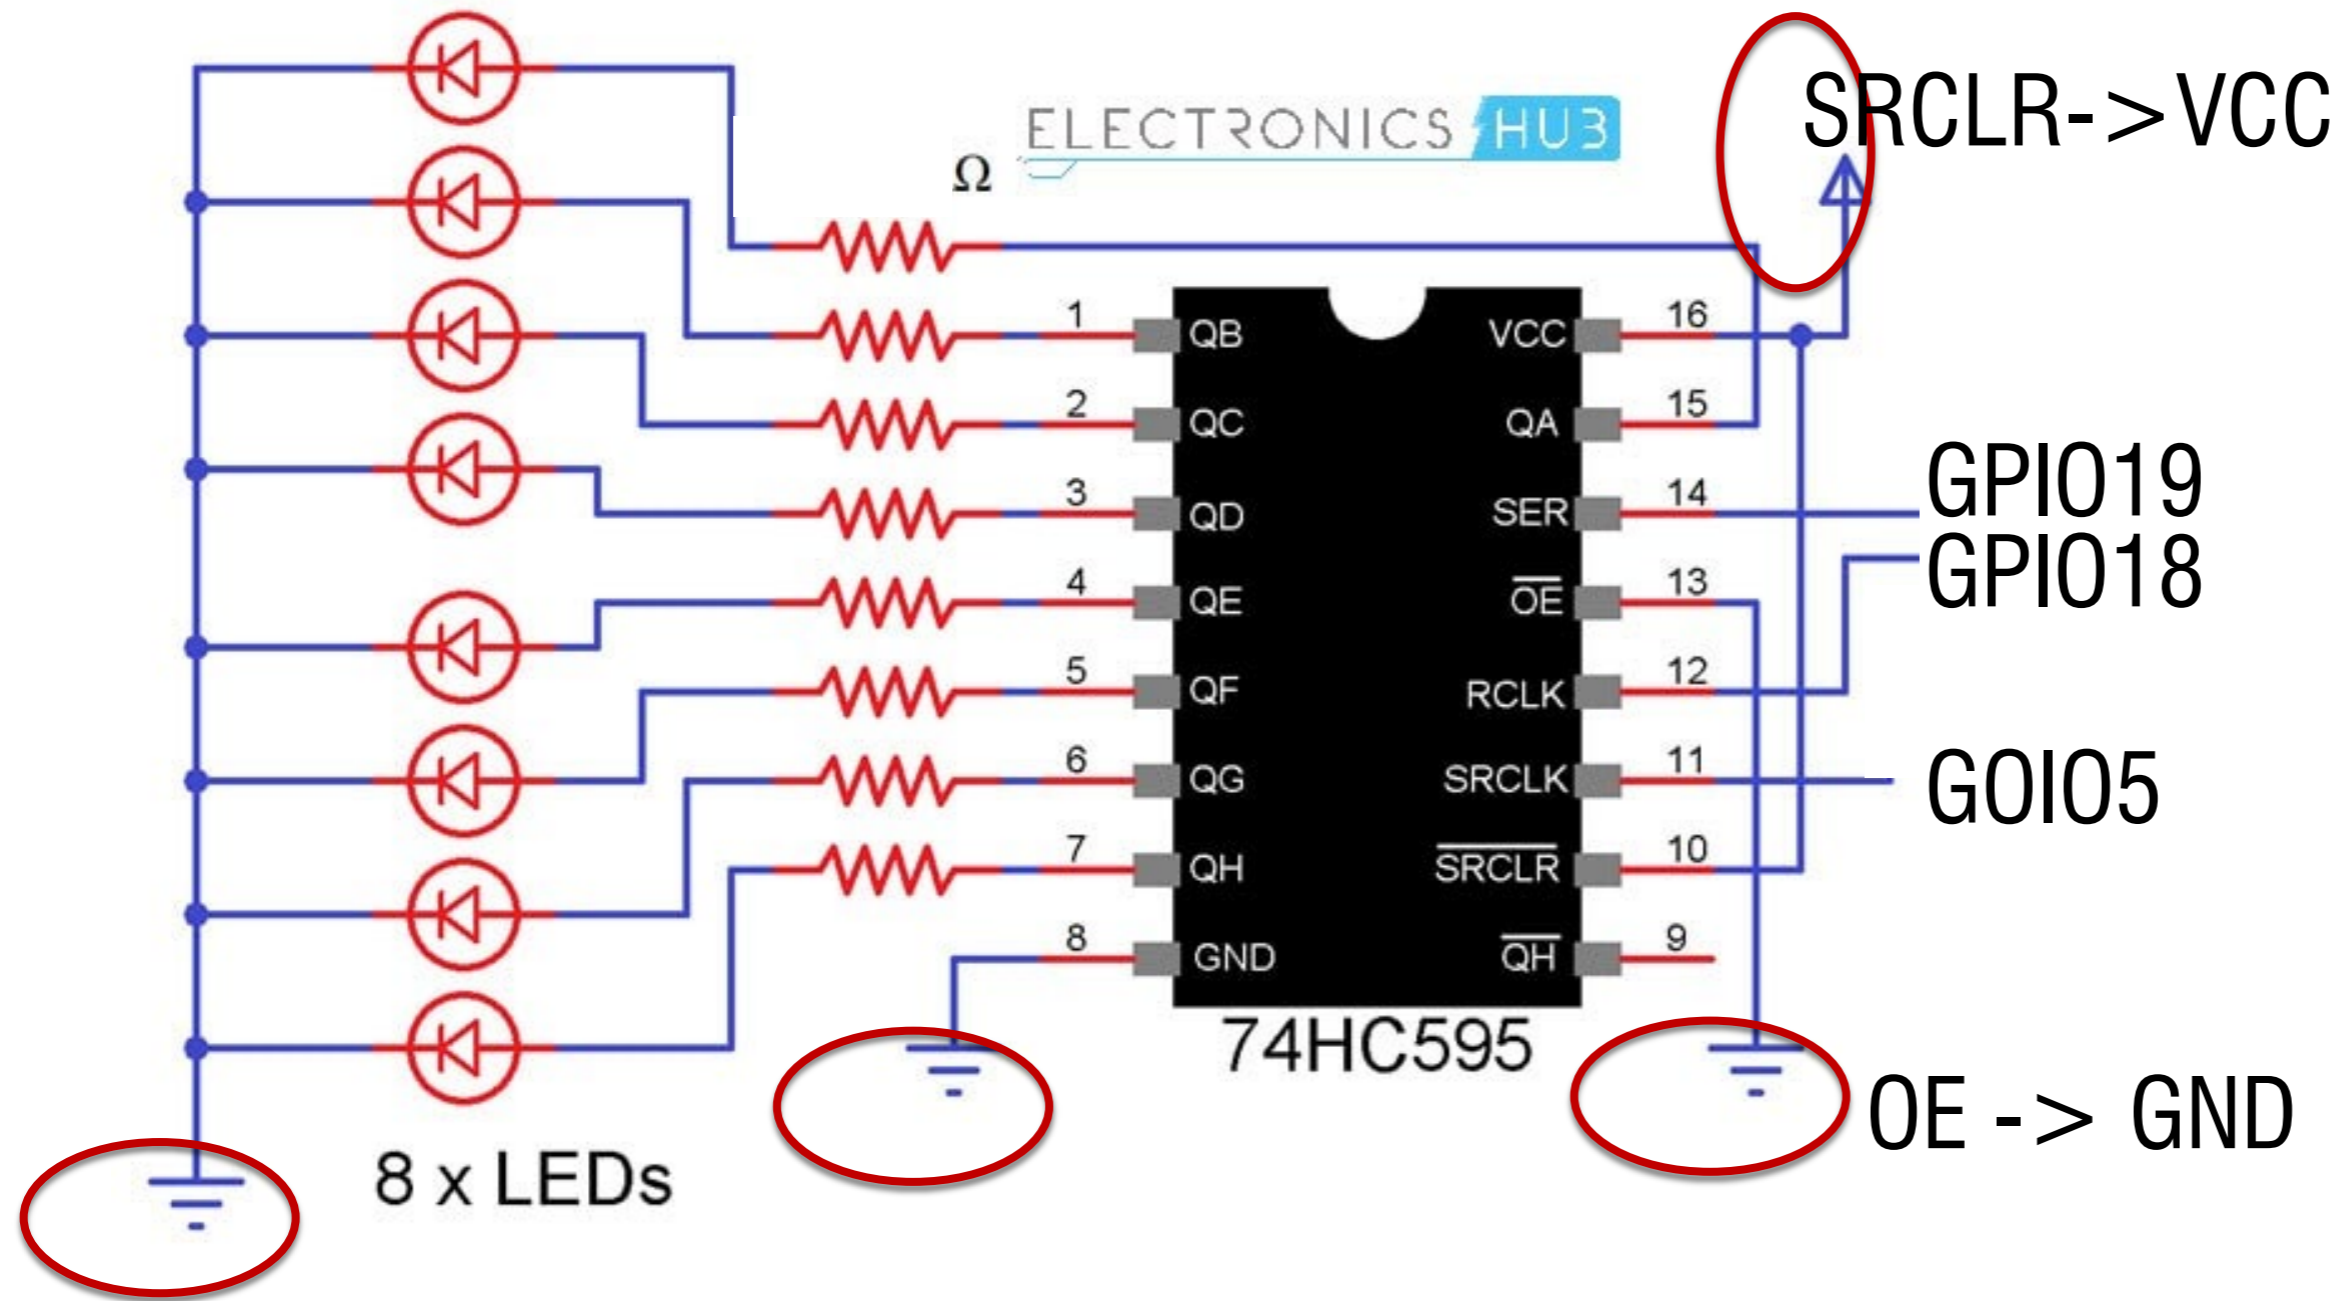 ELECTRONICS HUB
SRCLR->VCC
Ω
1 QB VCC 16
2 QC QA 15
3 QD SER 14 GPIO19
GPIO18
4 QE OE 13
5 QF RCLK 12
6 QG SRCLK 11 GOIO5
7 QH SRCLR 10
8 GND QH 9
74HC595
OE -> GND
8 x LEDs